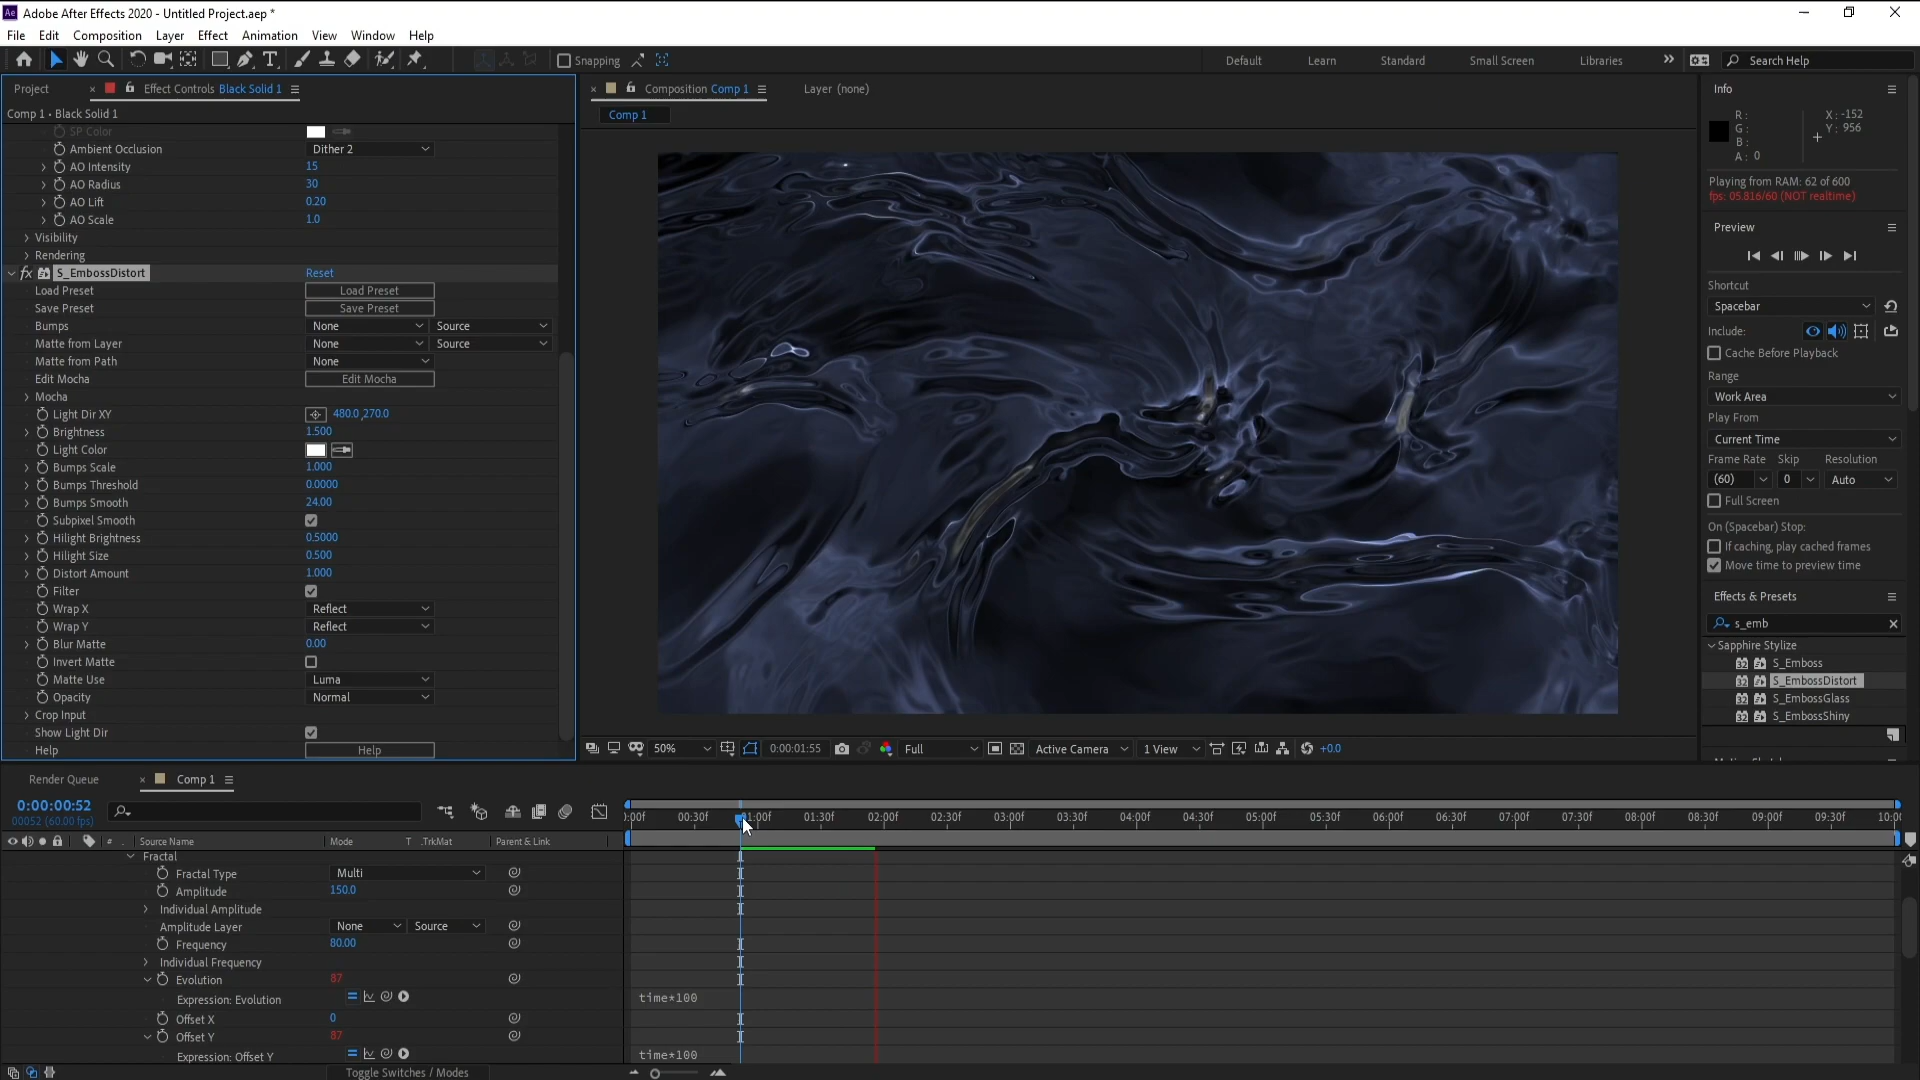 Adobe After Effects 2020 - Untitled Project.aep *
File Edit Composition Layer Effect Animation View Window Help
Snapping Default Learn Standard Small Screen Libraries Search Help
Project Effect Controls Black Solid 1
Comp 1 • Black Solid 1
SP Color
Ambient Occlusion Dither 2
AO Intensity 15
AO Radius 30
AO Lift 0.20
AO Scale 1.0
Visibility
Rendering
fx S_EmbossDistort Reset
Load Preset Load Preset
Save Preset Save Preset
Bumps None Source
Matte from Layer None Source
Matte from Path None
Edit Mocha Edit Mocha
Mocha
Light Dir XY 480.0,270.0
Brightness 1.500
Light Color
Bumps Scale 1.000
Bumps Threshold 0.0000
Bumps Smooth 24.00
Subpixel Smooth
Hilight Brightness 0.5000
Hilight Size 0.500
Distort Amount 1.000
Filter
Wrap X Reflect
Wrap Y Reflect
Blur Matte 0.00
Invert Matte
Matte Use Luma
Opacity Normal
Crop Input
Show Light Dir
Help Help
Composition Comp 1 Layer (none)
Comp 1
50% 0:00:01:55 Full Active Camera 1 View +0.0
Info
R :
G :
B :
A : 0
X : -152
Y : 956
Playing from RAM: 62 of 600
fps: 05.816/60 (NOT realtime)
Preview
Shortcut
Spacebar
Include:
Cache Before Playback
Range
Work Area
Play From
Current Time
Frame Rate Skip Resolution
(60) 0 Auto
Full Screen
On (Spacebar) Stop:
If caching, play cached frames
Move time to preview time
Effects & Presets
s_emb
Sapphire Stylize
32 S_Emboss
32 S_EmbossDistort
32 S_EmbossGlass
32 S_EmbossShiny
Render Queue Comp 1
0:00:00:52
00052 (60.00 fps)
:00f 00:30f 01:00f 01:30f 02:00f 02:30f 03:00f 03:30f 04:00f 04:30f 05:00f 05:30f 06:00f 06:30f 07:00f 07:30f 08:00f 08:30f 09:00f 09:30f 10:00
# . Source Name Mode T .TrkMat Parent & Link
Fractal
Fractal Type Multi
Amplitude 150.0
Individual Amplitude
Amplitude Layer None Source
Frequency 80.00
Individual Frequency
Evolution 87
Expression: Evolution time*100
Offset X 0
Offset Y 87
Expression: Offset Y time*100
Toggle Switches / Modes